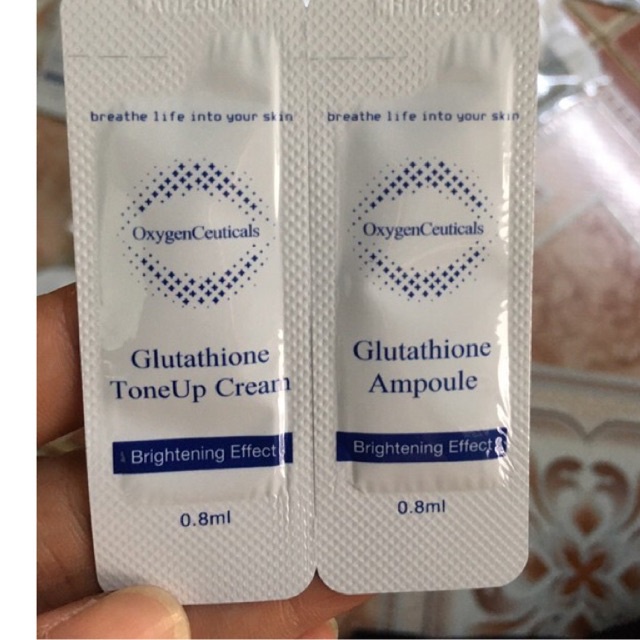 breathe life into your skin
OxygenCeuticals
Glutathione
ToneUp Cream
Brightening Effect
0.8ml
breathe life into your skin
OxygenCeuticals
Glutathione
Ampoule
Brightening Effect
0.8ml